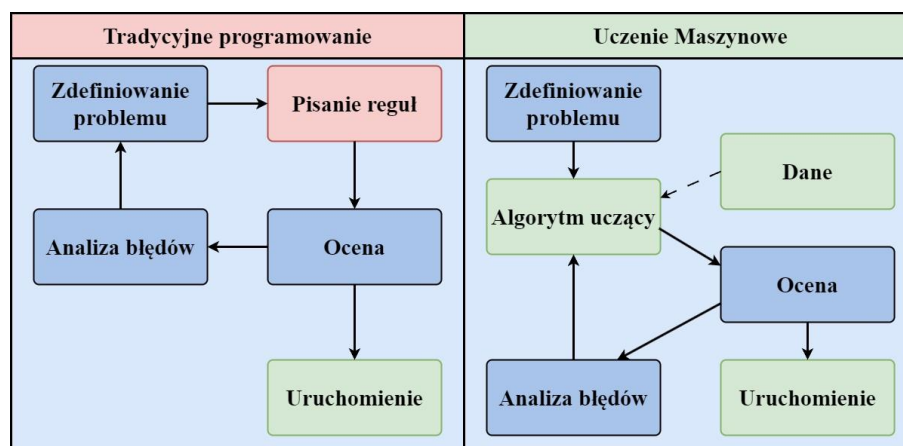 Tradycyjne programowanie
Zdefiniowanie
problemu
Pisanie reguł
Analiza błędów
Ocena
Uruchomienie
Uczenie Maszynowe
Zdefiniowanie
problemu
Dane
Algorytm uczący
Ocena
Analiza błędów
Uruchomienie